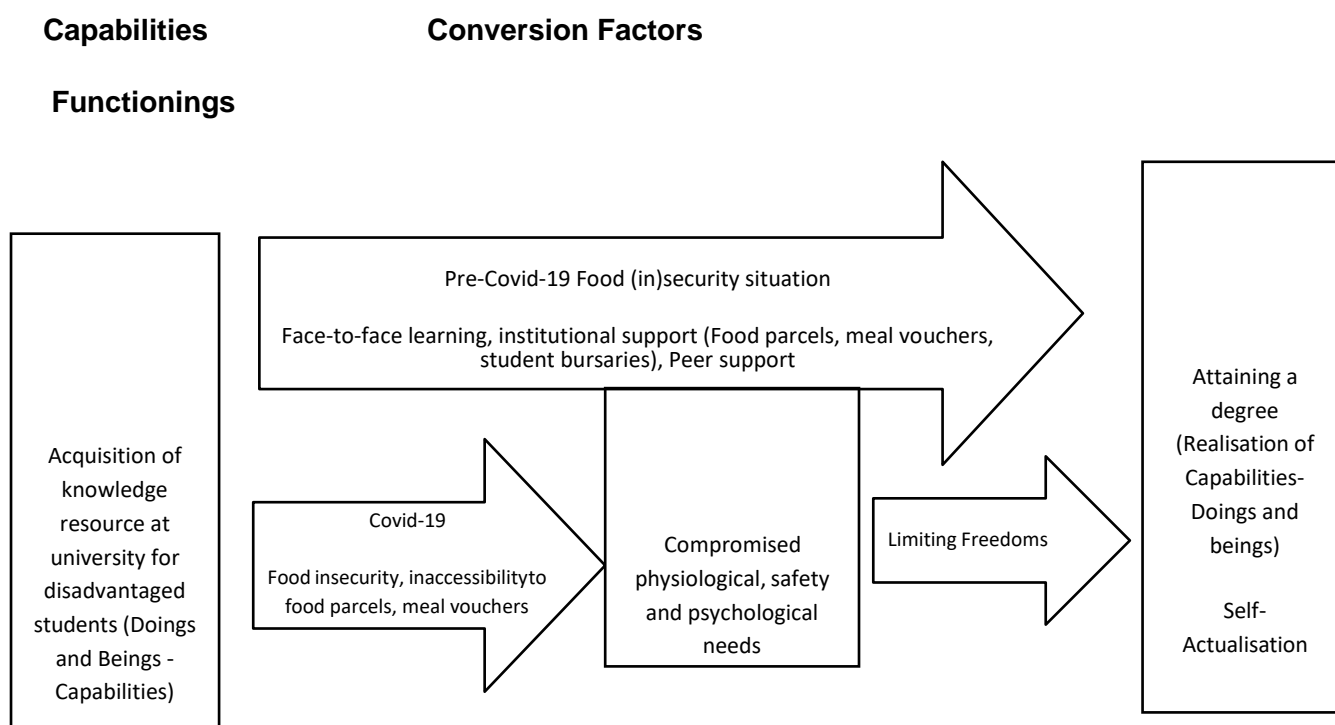 Capabilities
Conversion Factors
Functionings
Pre-Covid-19 Food (in)security situation
Face-to-face learning, institutional support (Food parcels, meal vouchers,
student bursaries), Peer support
Acquisition of
knowledge
resource at
university for
disadvantaged
students (Doings
and Beings -
Capabilities)
Covid-19
Food insecurity, inaccessibilityto
food parcels, meal vouchers
Compromised
physiological, safety
and psychological
needs
Limiting Freedoms
Attaining a
degree
(Realisation of
Capabilities-
Doings and
beings)
Self-
Actualisation